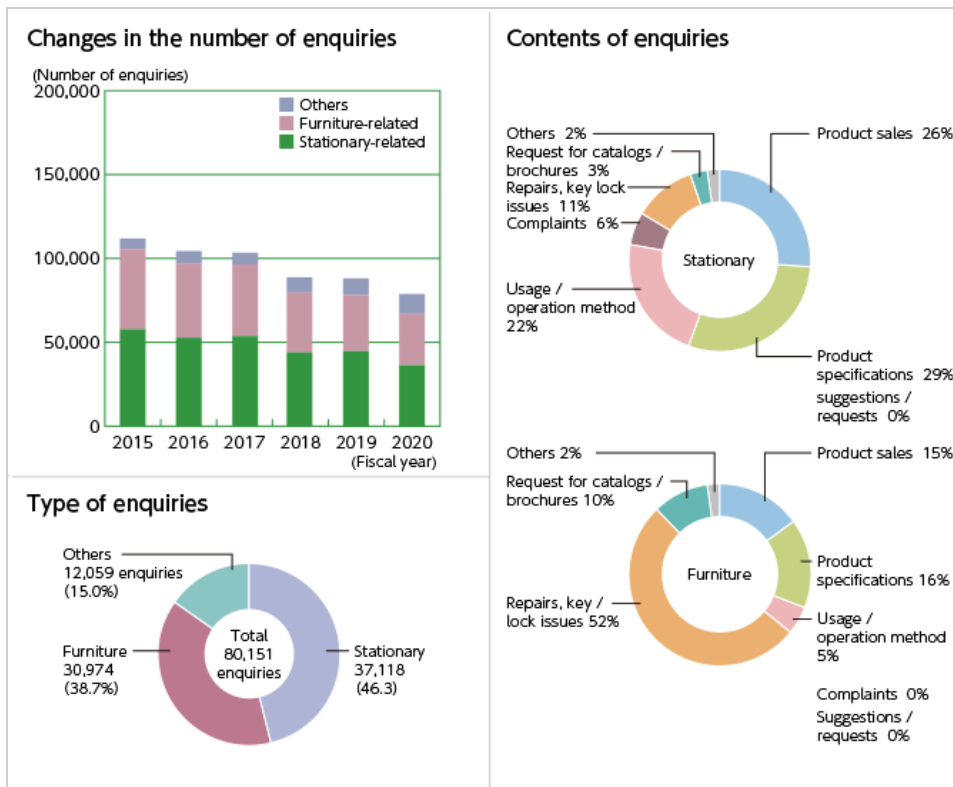 Changes in the number of enquiries
(Number of enquiries)
200,000
150,000
100,000
50,000
0
Others
Furniture-related
Stationary-related
2015 2016 2017 2018 2019 2020
(Fiscal year)
Type of enquiries
Others
12,059 enquiries
(15.0%)
Furniture
30,974
(38.7%)
Total
80,151
enquiries
Stationary
37,118
(46.3)
Contents of enquiries
Others 2%
Request for catalogs /
brochures 3%
Repairs, key lock
issues 11%
Complaints 6%
Usage /
operation method
22%
Stationary
Product sales 26%
Product
specifications 29%
suggestions /
requests 0%
Others 2%
Request for catalogs /
brochures 10%
Repairs, key /
lock issues 52%
Furniture
Product sales 15%
Product
specifications 16%
Usage /
operation method
5%
Complaints 0%
Suggestions /
requests 0%